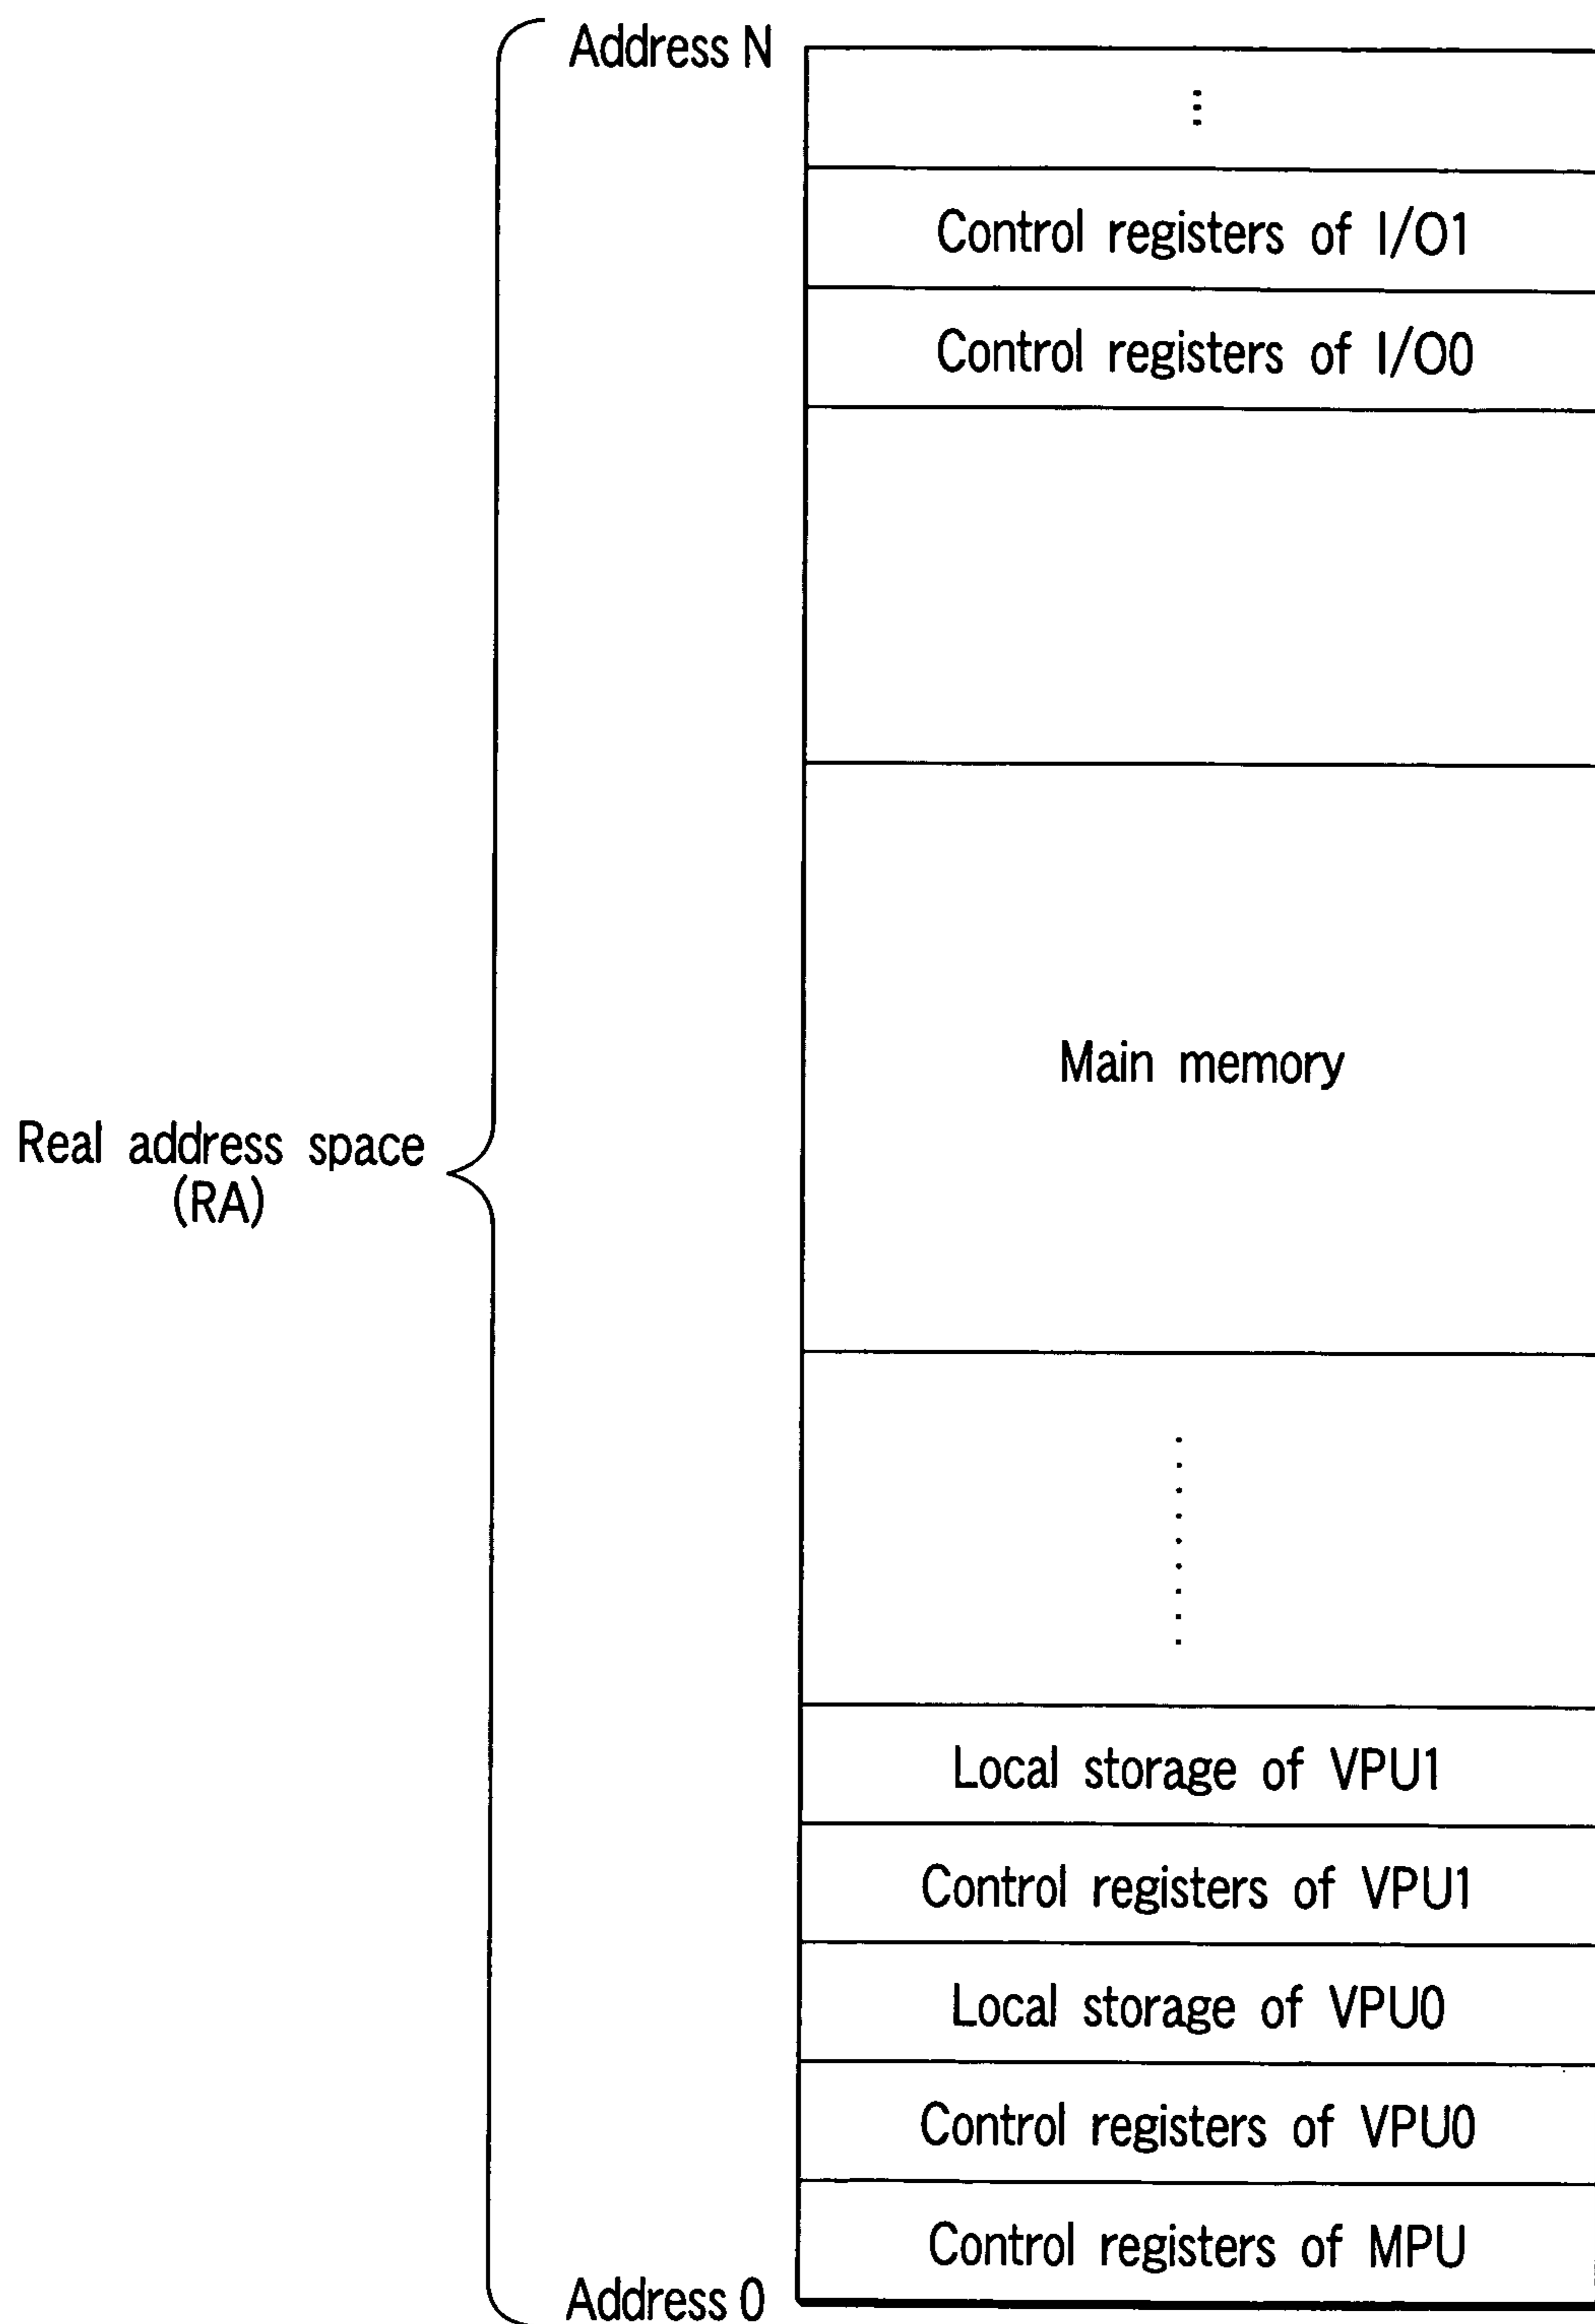 Address N
Control registers of I/O1
Control registers of I/O0
Main memory
Real address space
(RA)
Local storage of VPU1
Control registers of VPU1
Local storage of VPU0
Control registers of VPU0
Control registers of MPU
Address 0